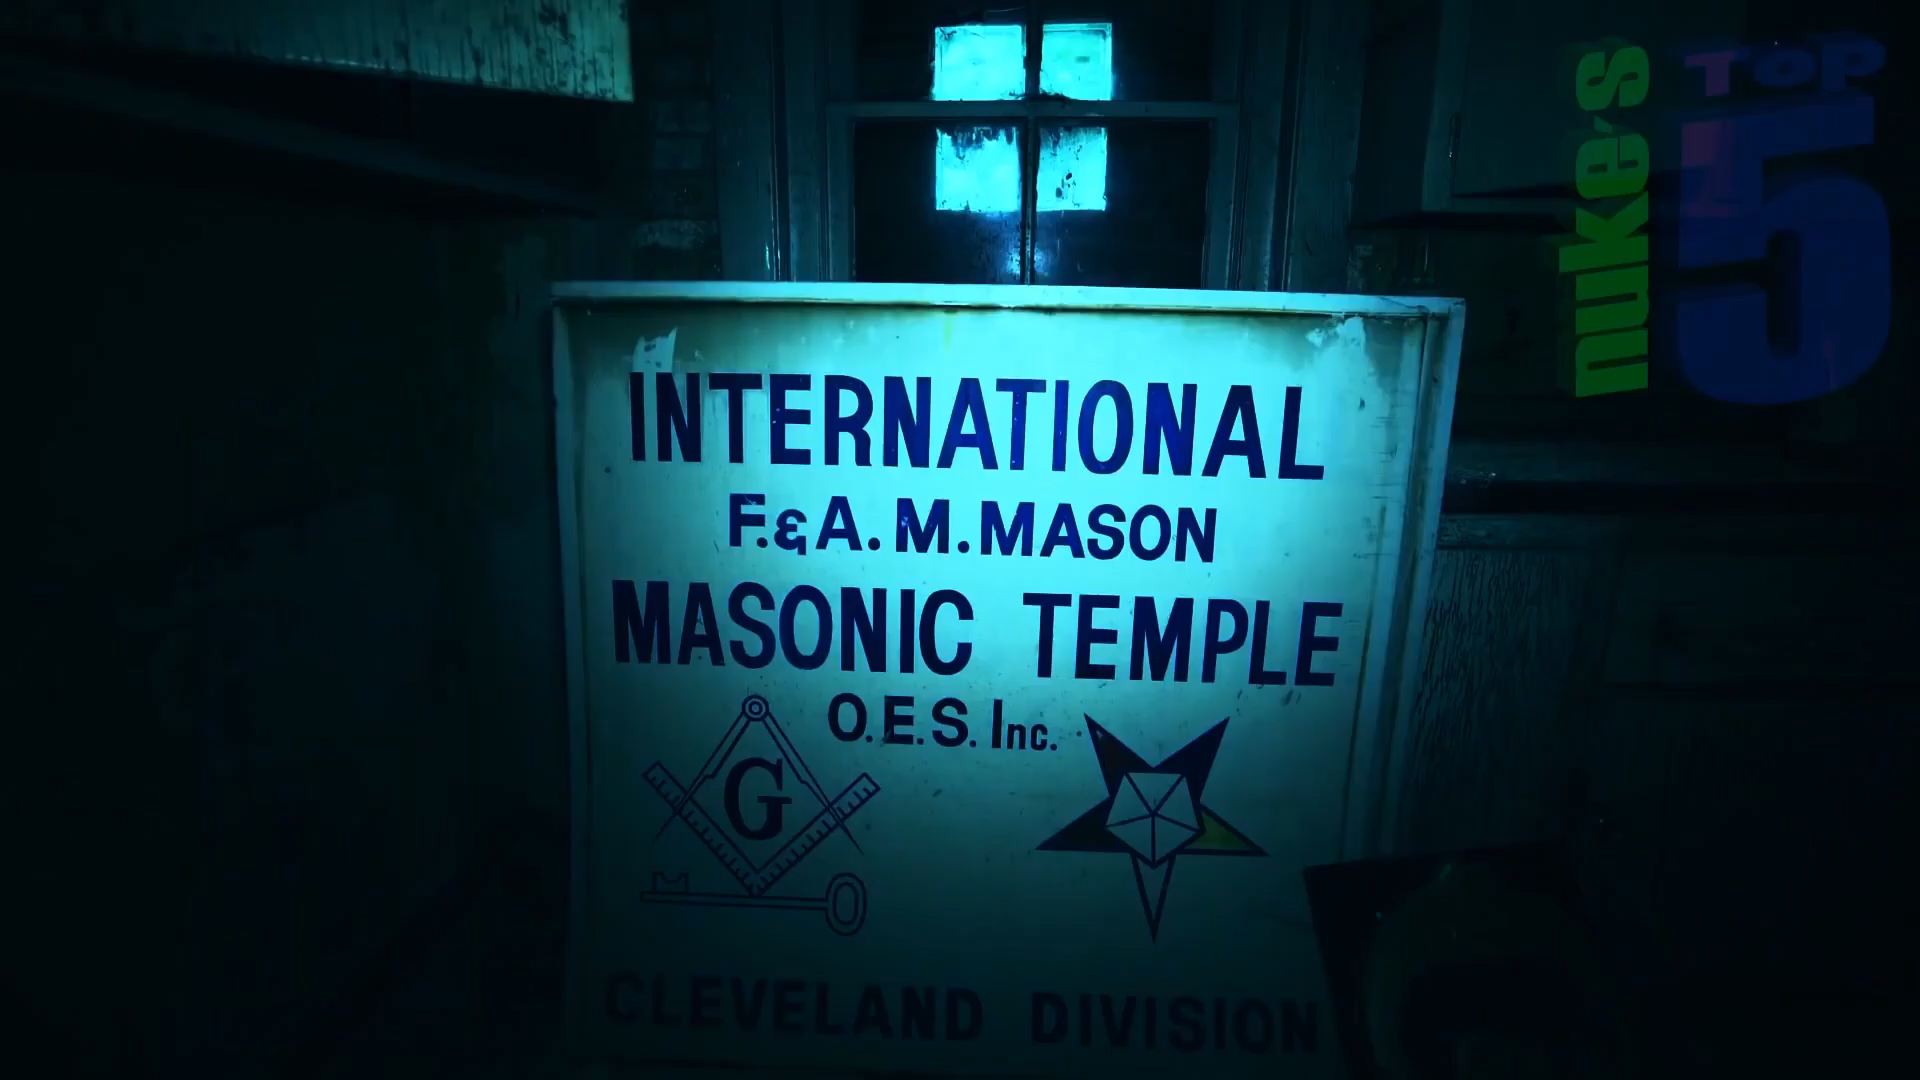 INTERNATIONAL
F. & A. M. MASON
MASONIC TEMPLE
O.E.S. Inc.
G
CLEVELAND DIVISION
nuke's
TOP
5